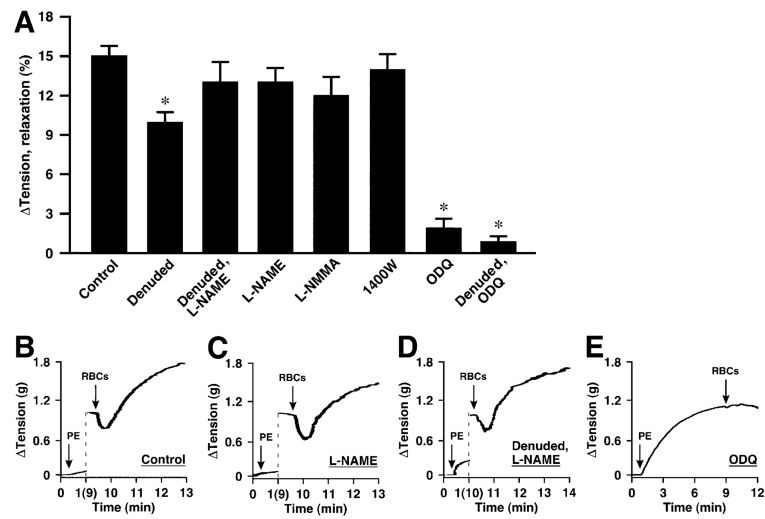 A
ΔTension, relaxation (%)
18
15
12
9
6
3
0
*
*
*
Control
Denuded
Denuded, L-NAME
L-NAME
L-NMMA
1400W
ODQ
Denuded, ODQ
B
ΔTension (g)
1.8
1.2
0.6
0
RBCs
PE
Control
0 1(9) 10 11 12 13
Time (min)
C
ΔTension (g)
1.8
1.2
0.6
0
RBCs
PE
L-NAME
0 1(9) 10 11 12 13
Time (min)
D
ΔTension (g)
1.8
1.2
0.6
0
RBCs
PE
Denuded,
L-NAME
0 1(10) 11 12 13 14
Time (min)
E
ΔTension (g)
1.8
1.2
0.6
0
RBCs
PE
ODQ
0 3 6 9 12
Time (min)